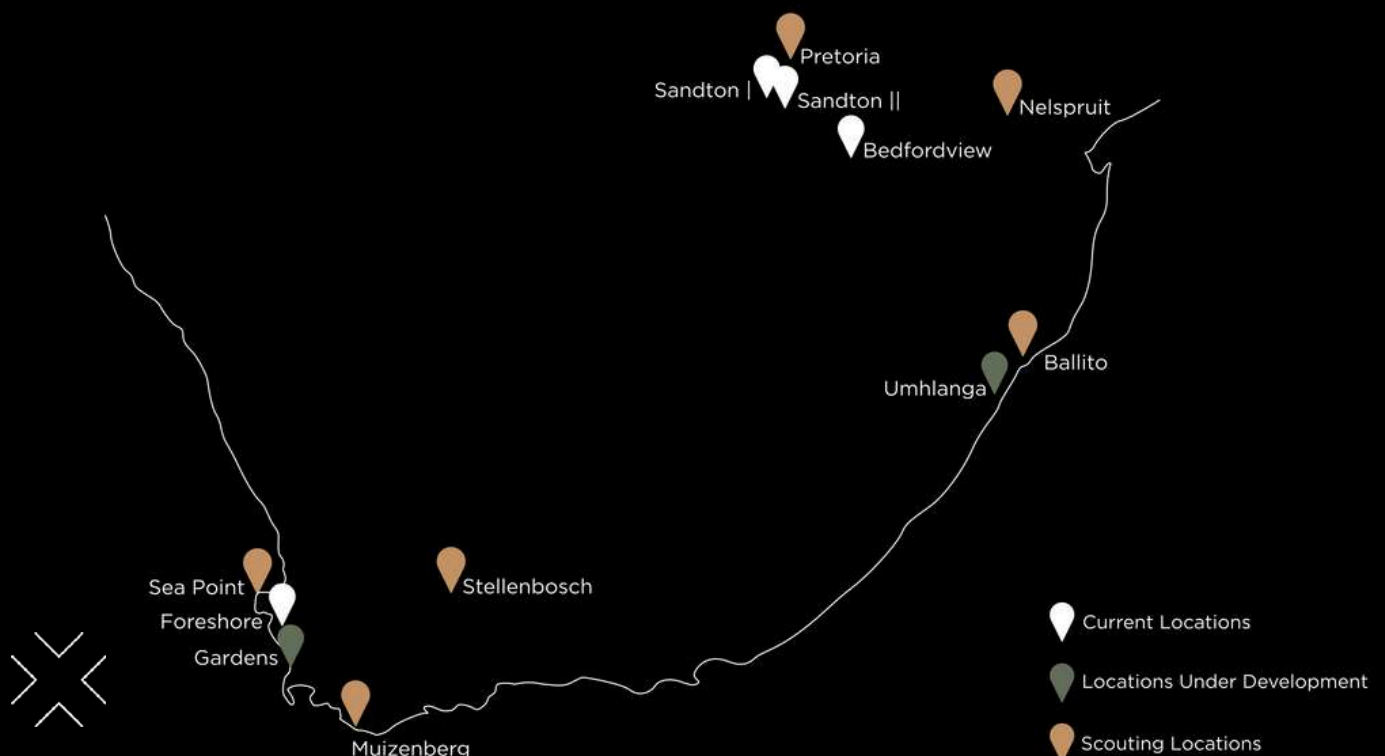 Pretoria
Sandton |
Sandton ||
Nelspruit
Bedfordview
Ballito
Umhlanga
Sea Point
Stellenbosch
Foreshore
Gardens
Muizenberg
Current Locations
Locations Under Development
Scouting Locations